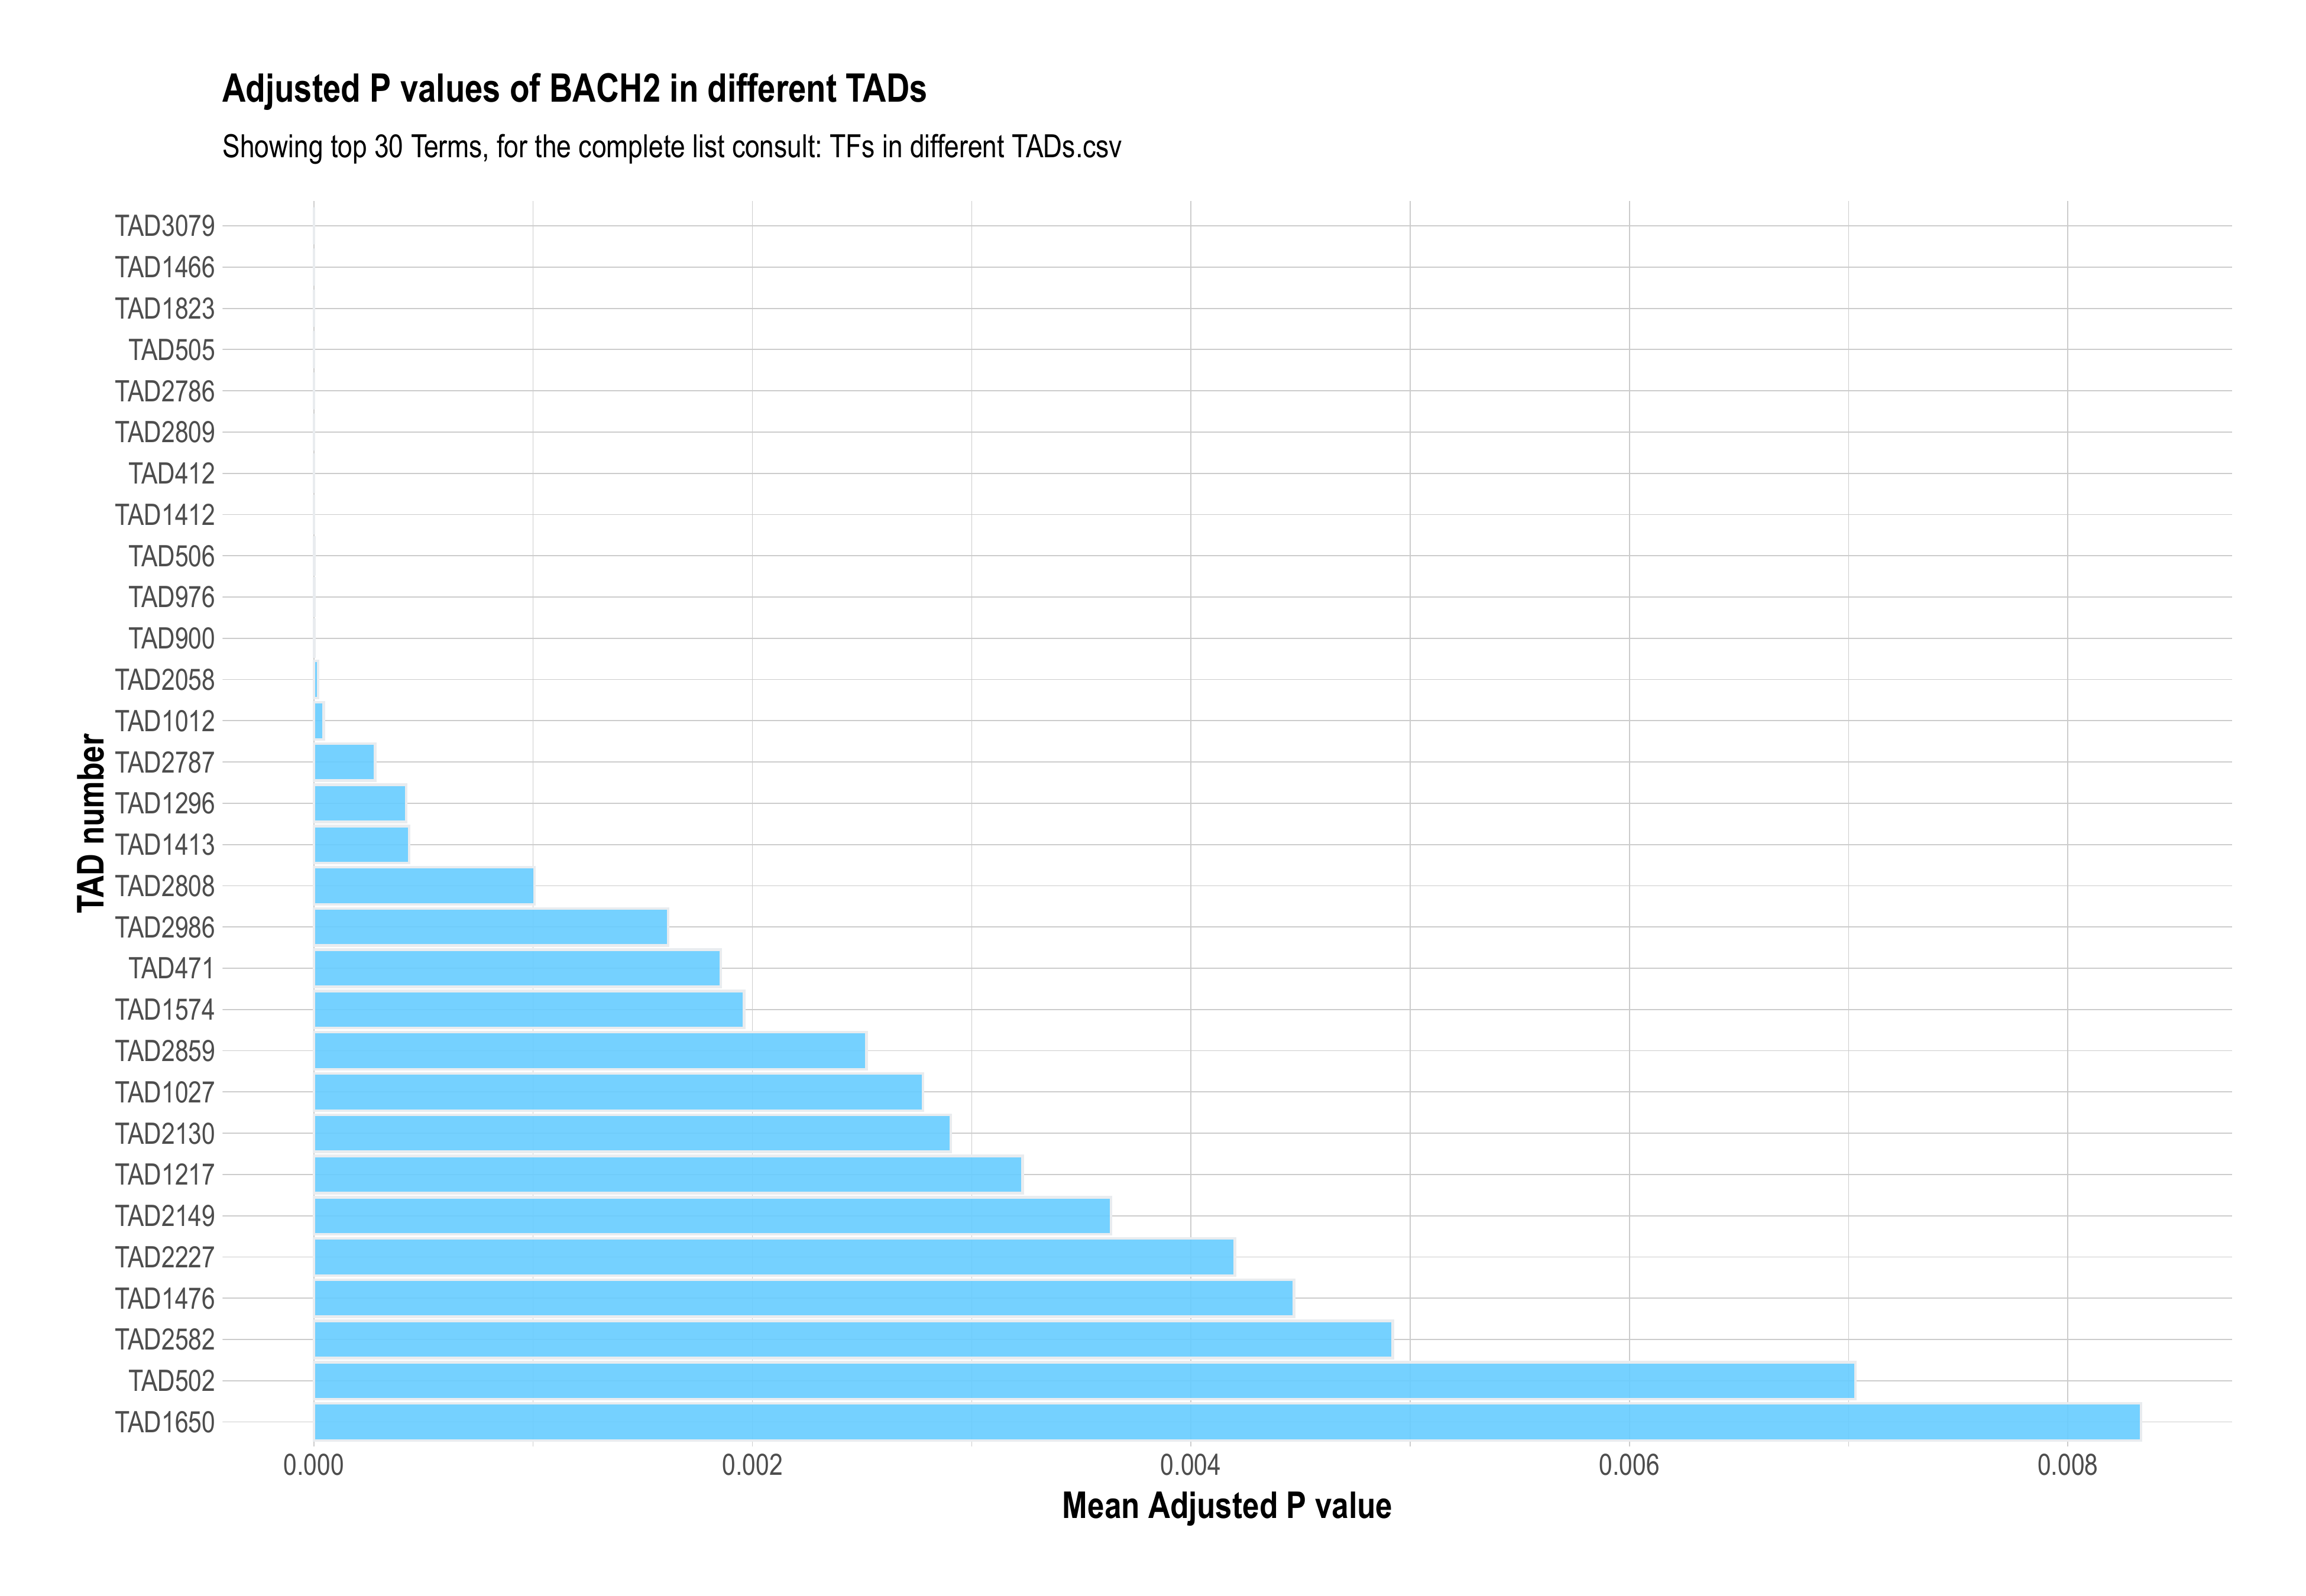 Adjusted P values of BACH2 in different TADs
Showing top 30 Terms, for the complete list consult: TFs in different TADs.csv
TAD number
TAD3079
TAD1466
TAD1823
TAD505
TAD2786
TAD2809
TAD412
TAD1412
TAD506
TAD976
TAD900
TAD2058
TAD1012
TAD2787
TAD1296
TAD1413
TAD2808
TAD2986
TAD471
TAD1574
TAD2859
TAD1027
TAD2130
TAD1217
TAD2149
TAD2227
TAD1476
TAD2582
TAD502
TAD1650
0.000 0.002 0.004 0.006 0.008
Mean Adjusted P value